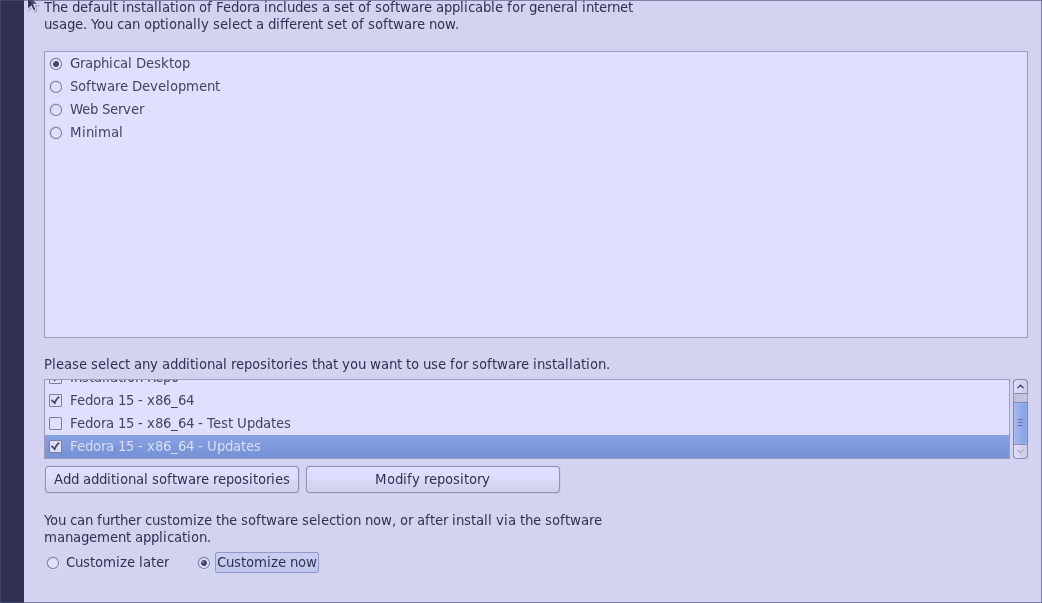 The default installation of Fedora includes a set of software applicable for general internet
usage. You can optionally select a different set of software now.
Graphical Desktop
Software Development
Web Server
Minimal
Please select any additional repositories that you want to use for software installation.
Installation Repo
Fedora 15 - x86_64
Fedora 15 - x86_64 - Test Updates
Fedora 15 - x86_64 - Updates
Add additional software repositories
Modify repository
You can further customize the software selection now, or after install via the software
management application.
Customize later
Customize now